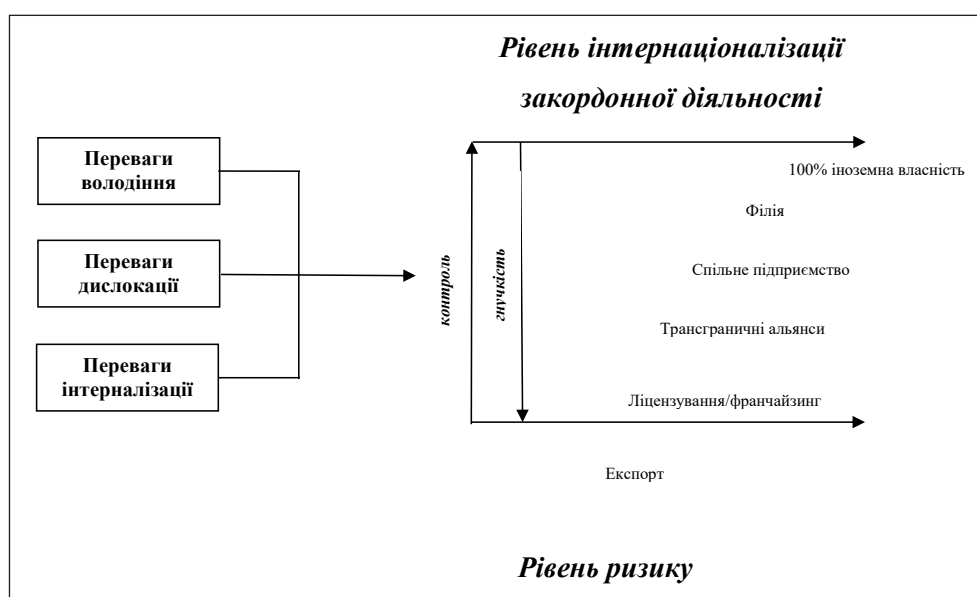 Рівень інтернаціоналізації
закордонної діяльності
Переваги
володіння
Переваги
дислокації
Переваги
інтерналізації
контроль
гнучкість
100% іноземна власність
Філія
Спільне підприємство
Трансграничні альянси
Ліцензування/франчайзинг
Експорт
Рівень ризику